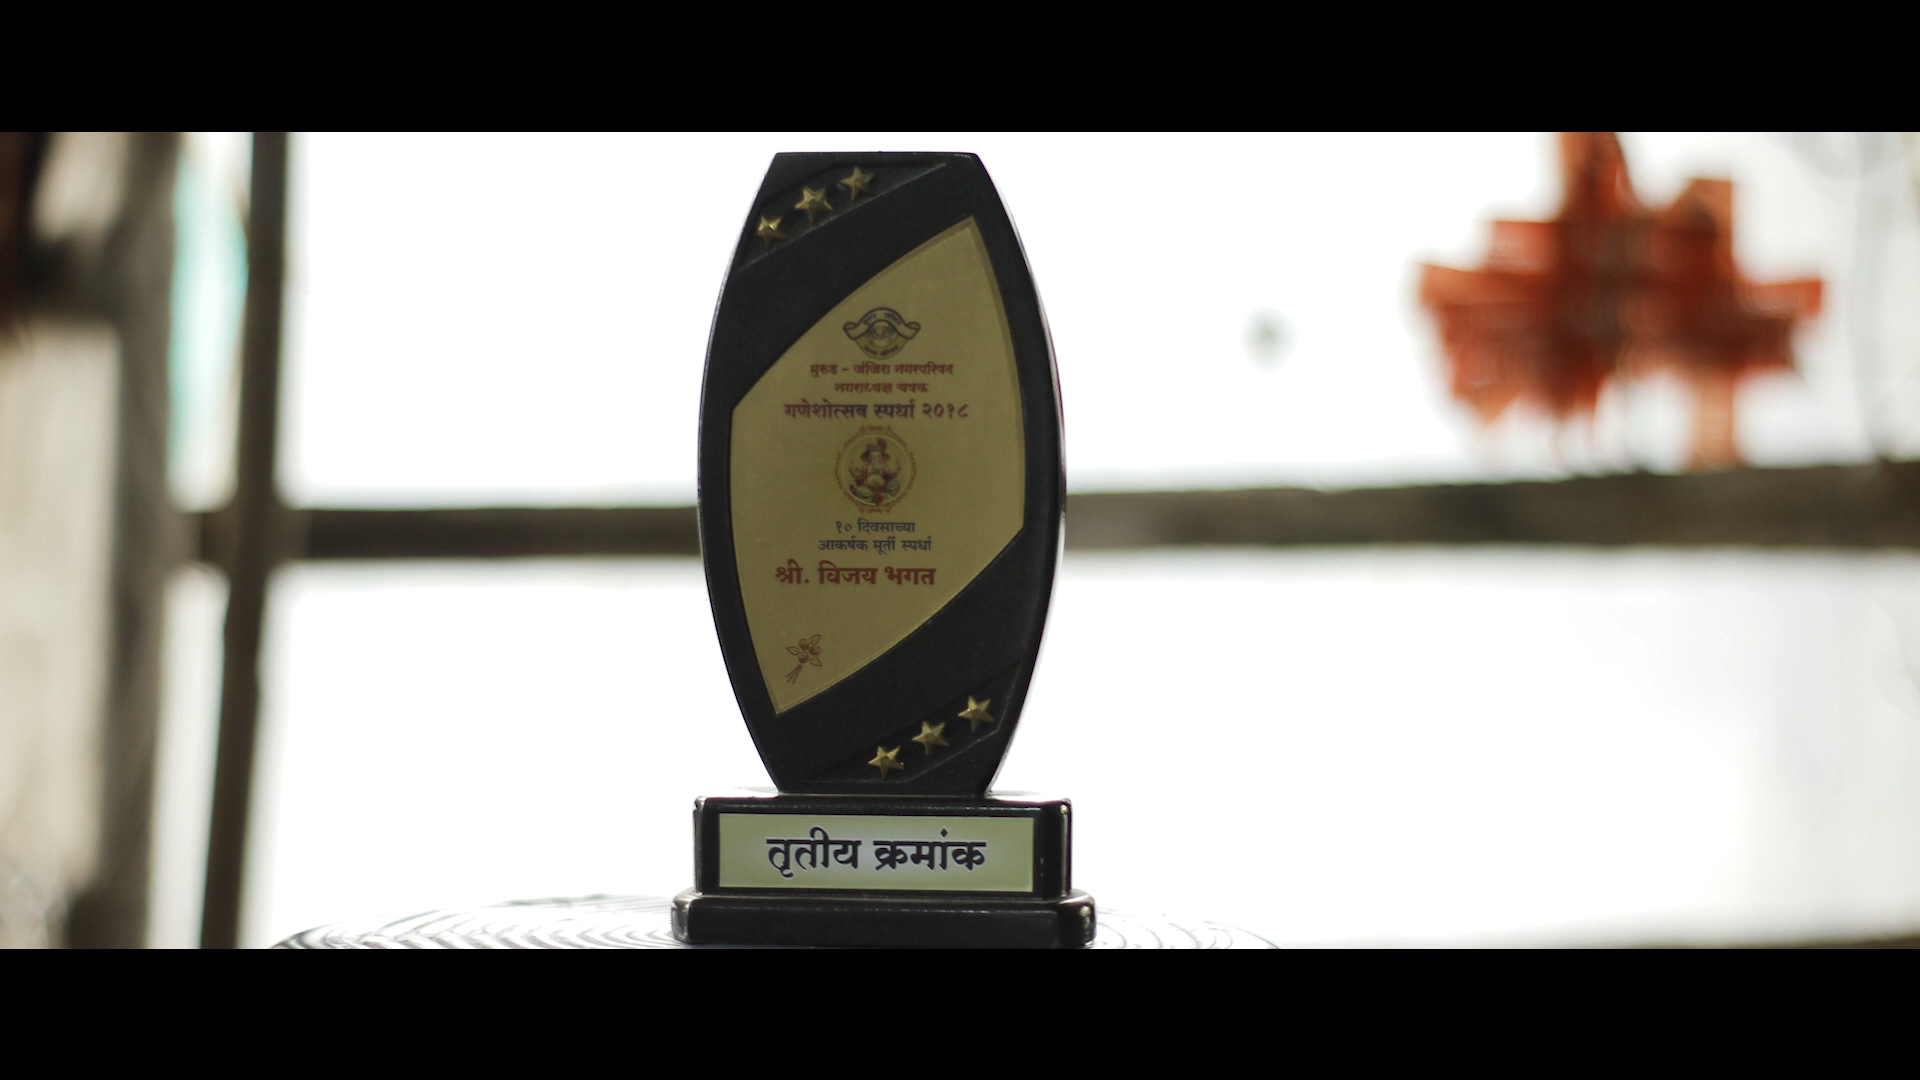 मुरूड - जंजिरा नगरपरिषद
नगराध्यक्ष चषक
गणेशोत्सव स्पर्धा २०१८
१० दिवसाच्या
आकर्षक मूर्ती स्पर्धा
श्री. विजय भगत
तृतीय क्रमांक